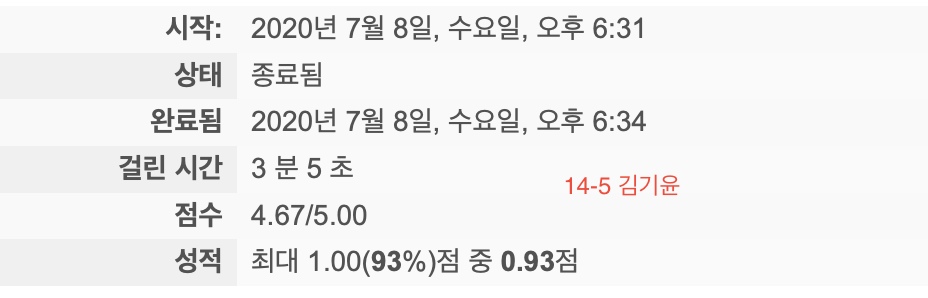 시작: 2020년 7월 8일, 수요일, 오후 6:31
상태 종료됨
완료됨 2020년 7월 8일, 수요일, 오후 6:34
걸린 시간 3 분 5 초
14-5 김기윤
점수 4.67/5.00
성적 최대 1.00(93%)점 중 0.93점